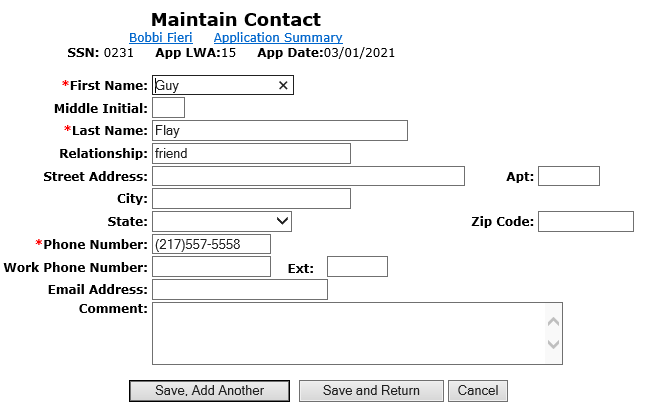 Maintain Contact
Bobbi Fieri Application Summary
SSN: 0231 App LWA:15 App Date:03/01/2021
*First Name: Guy
Middle Initial:
*Last Name: Flay
Relationship: friend
Street Address: Apt:
City:
State: Zip Code:
*Phone Number: (217)557-5558
Work Phone Number: Ext:
Email Address:
Comment:
Save, Add Another Save and Return Cancel